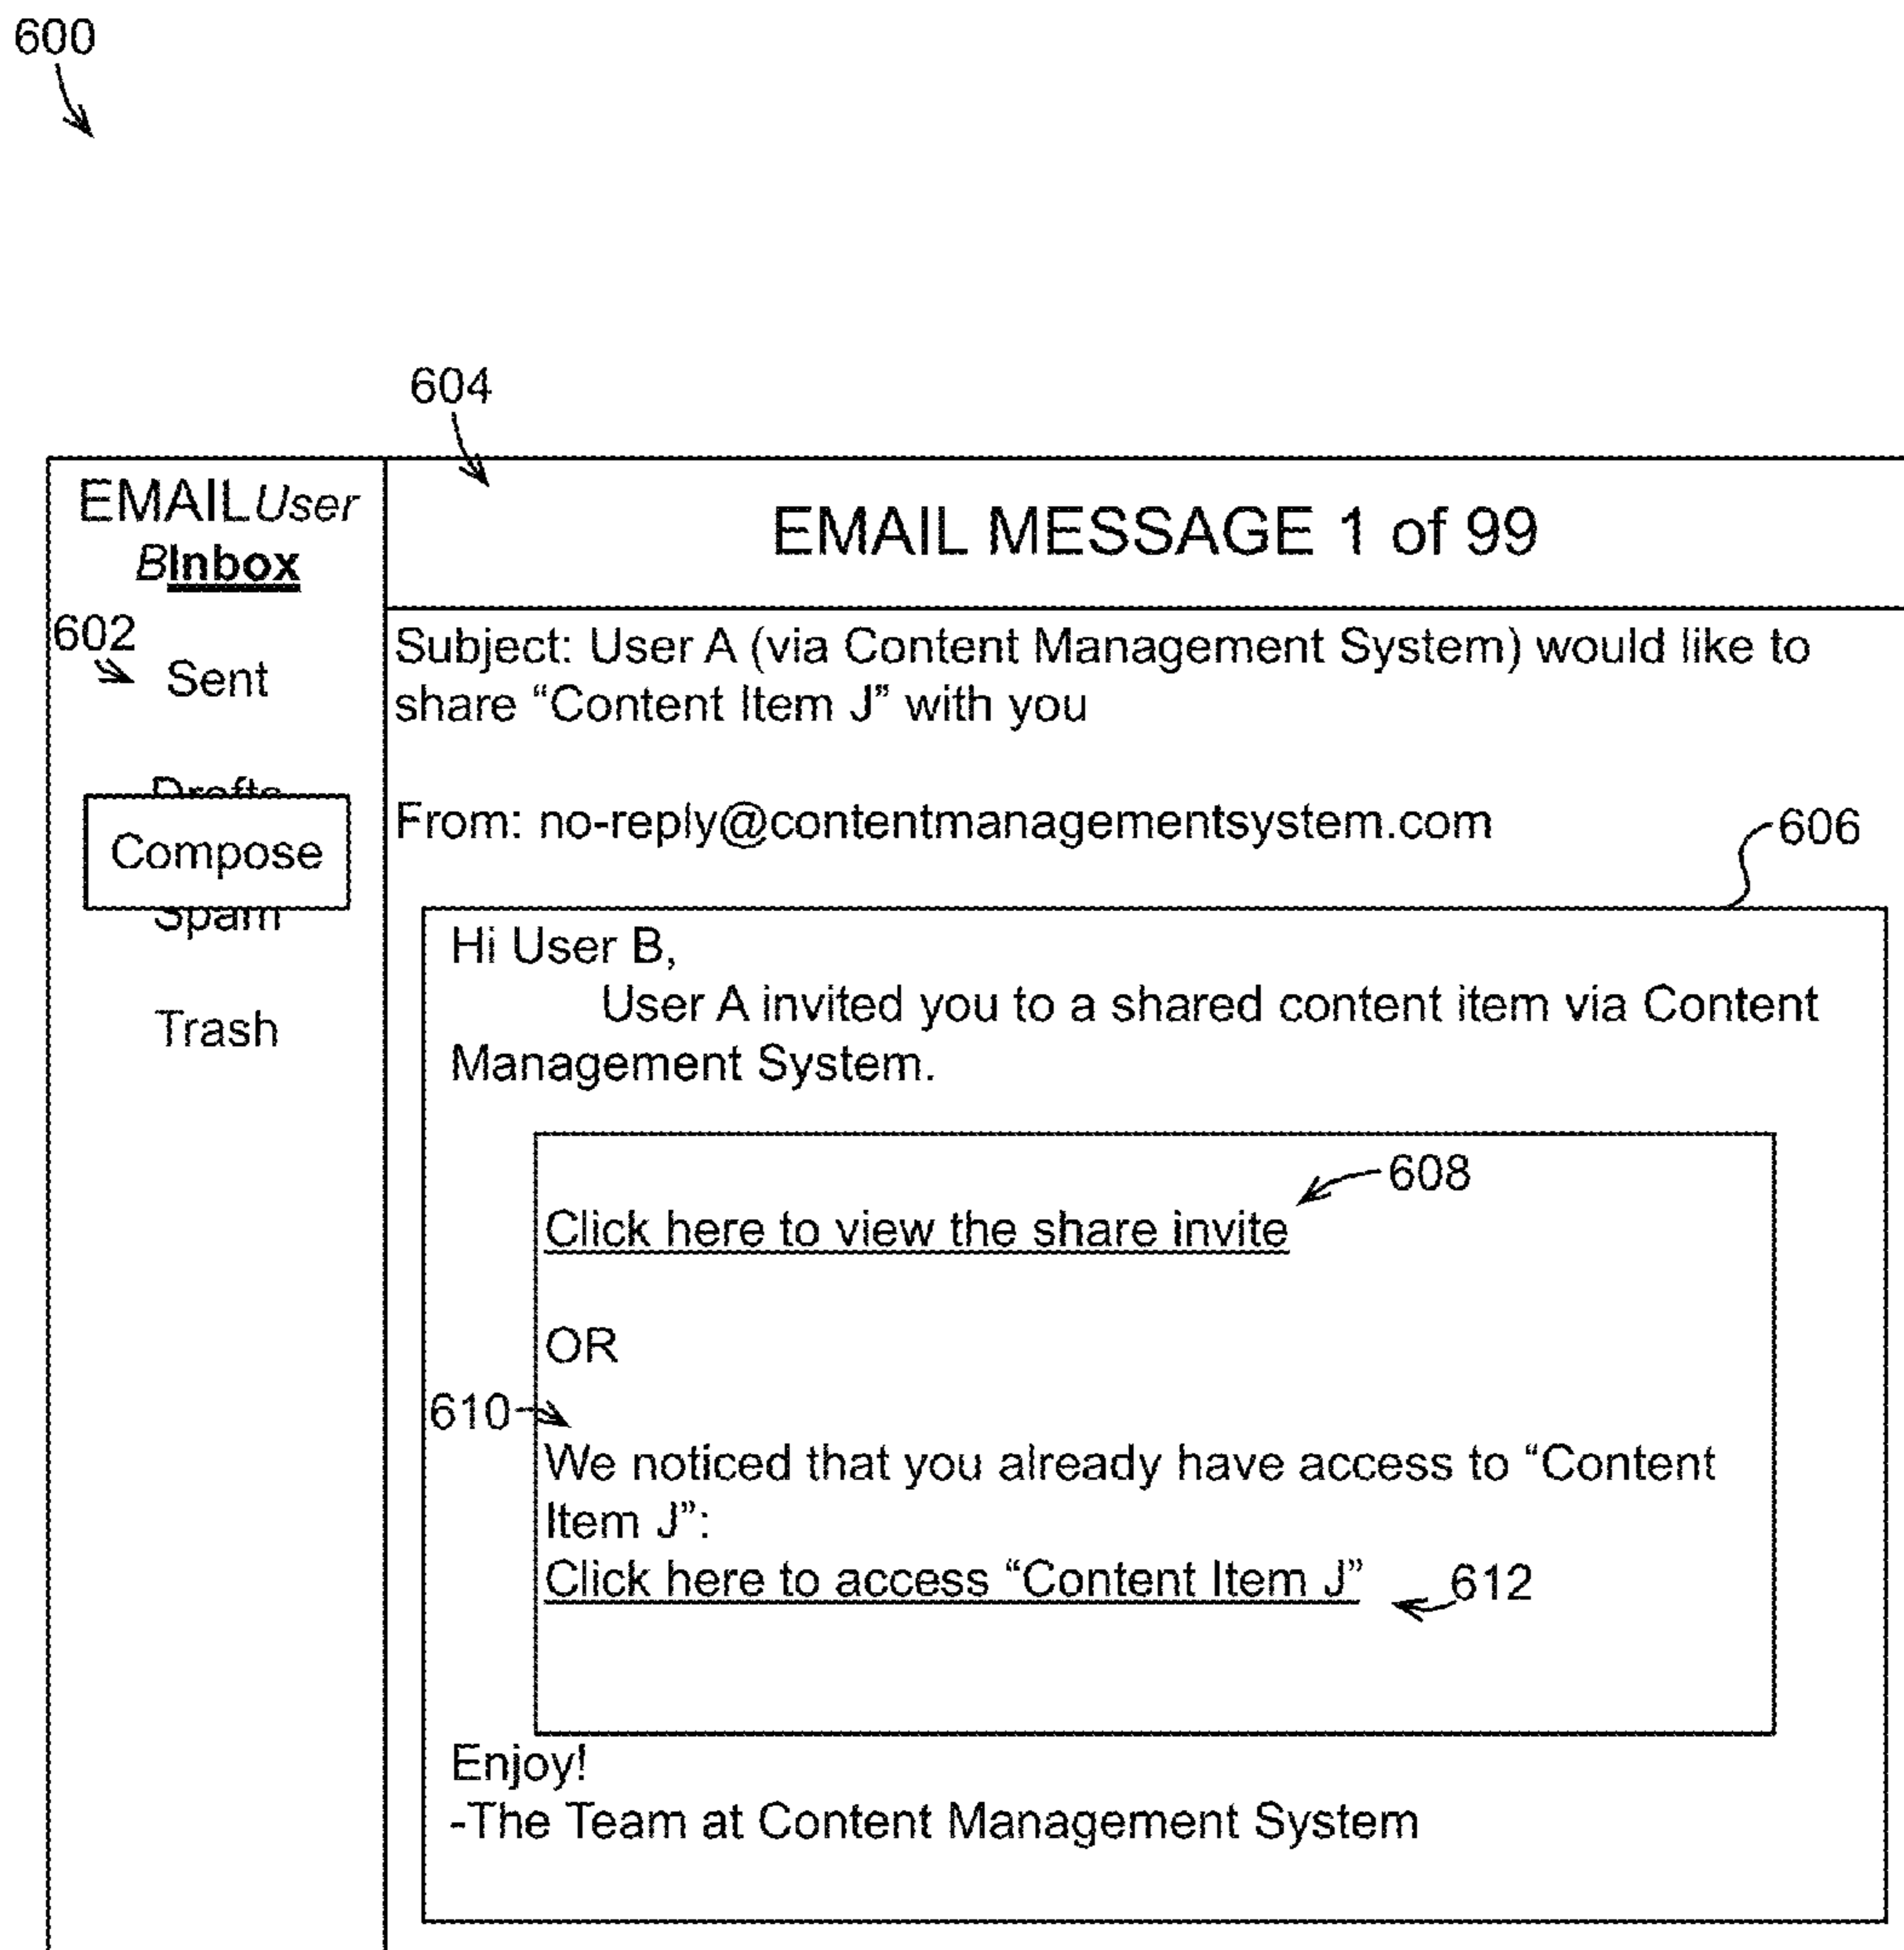 600
604
EMAIL User
B Inbox
602
Sent
Drafts
Compose
Spam
Trash
EMAIL MESSAGE 1 of 99
Subject: User A (via Content Management System) would like to
share “Content Item J” with you
From: no-reply@contentmanagementsystem.com
606
Hi User B,
User A invited you to a shared content item via Content
Management System.
608
Click here to view the share invite
OR
610
We noticed that you already have access to “Content
Item J”:
Click here to access “Content Item J”
612
Enjoy!
-The Team at Content Management System